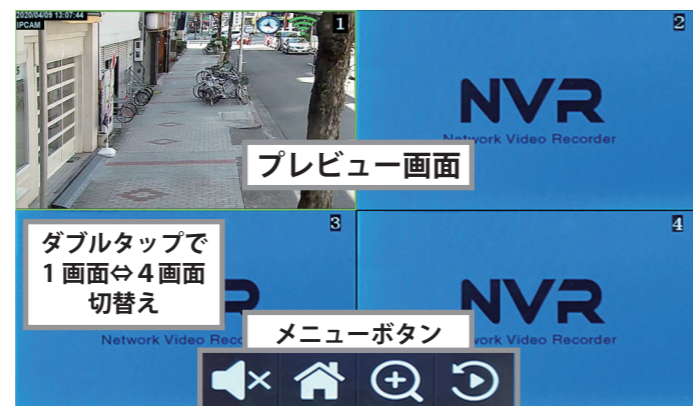 2020/04/09 13:07:44
IPCAM
1
2
NVR
Network Video Recorder
プレビュー画面
3
4
ダブルタップで
1画面⇔4画面
切替え
NVR
Network Video Recorder
Network Video Rec
メニューボタン